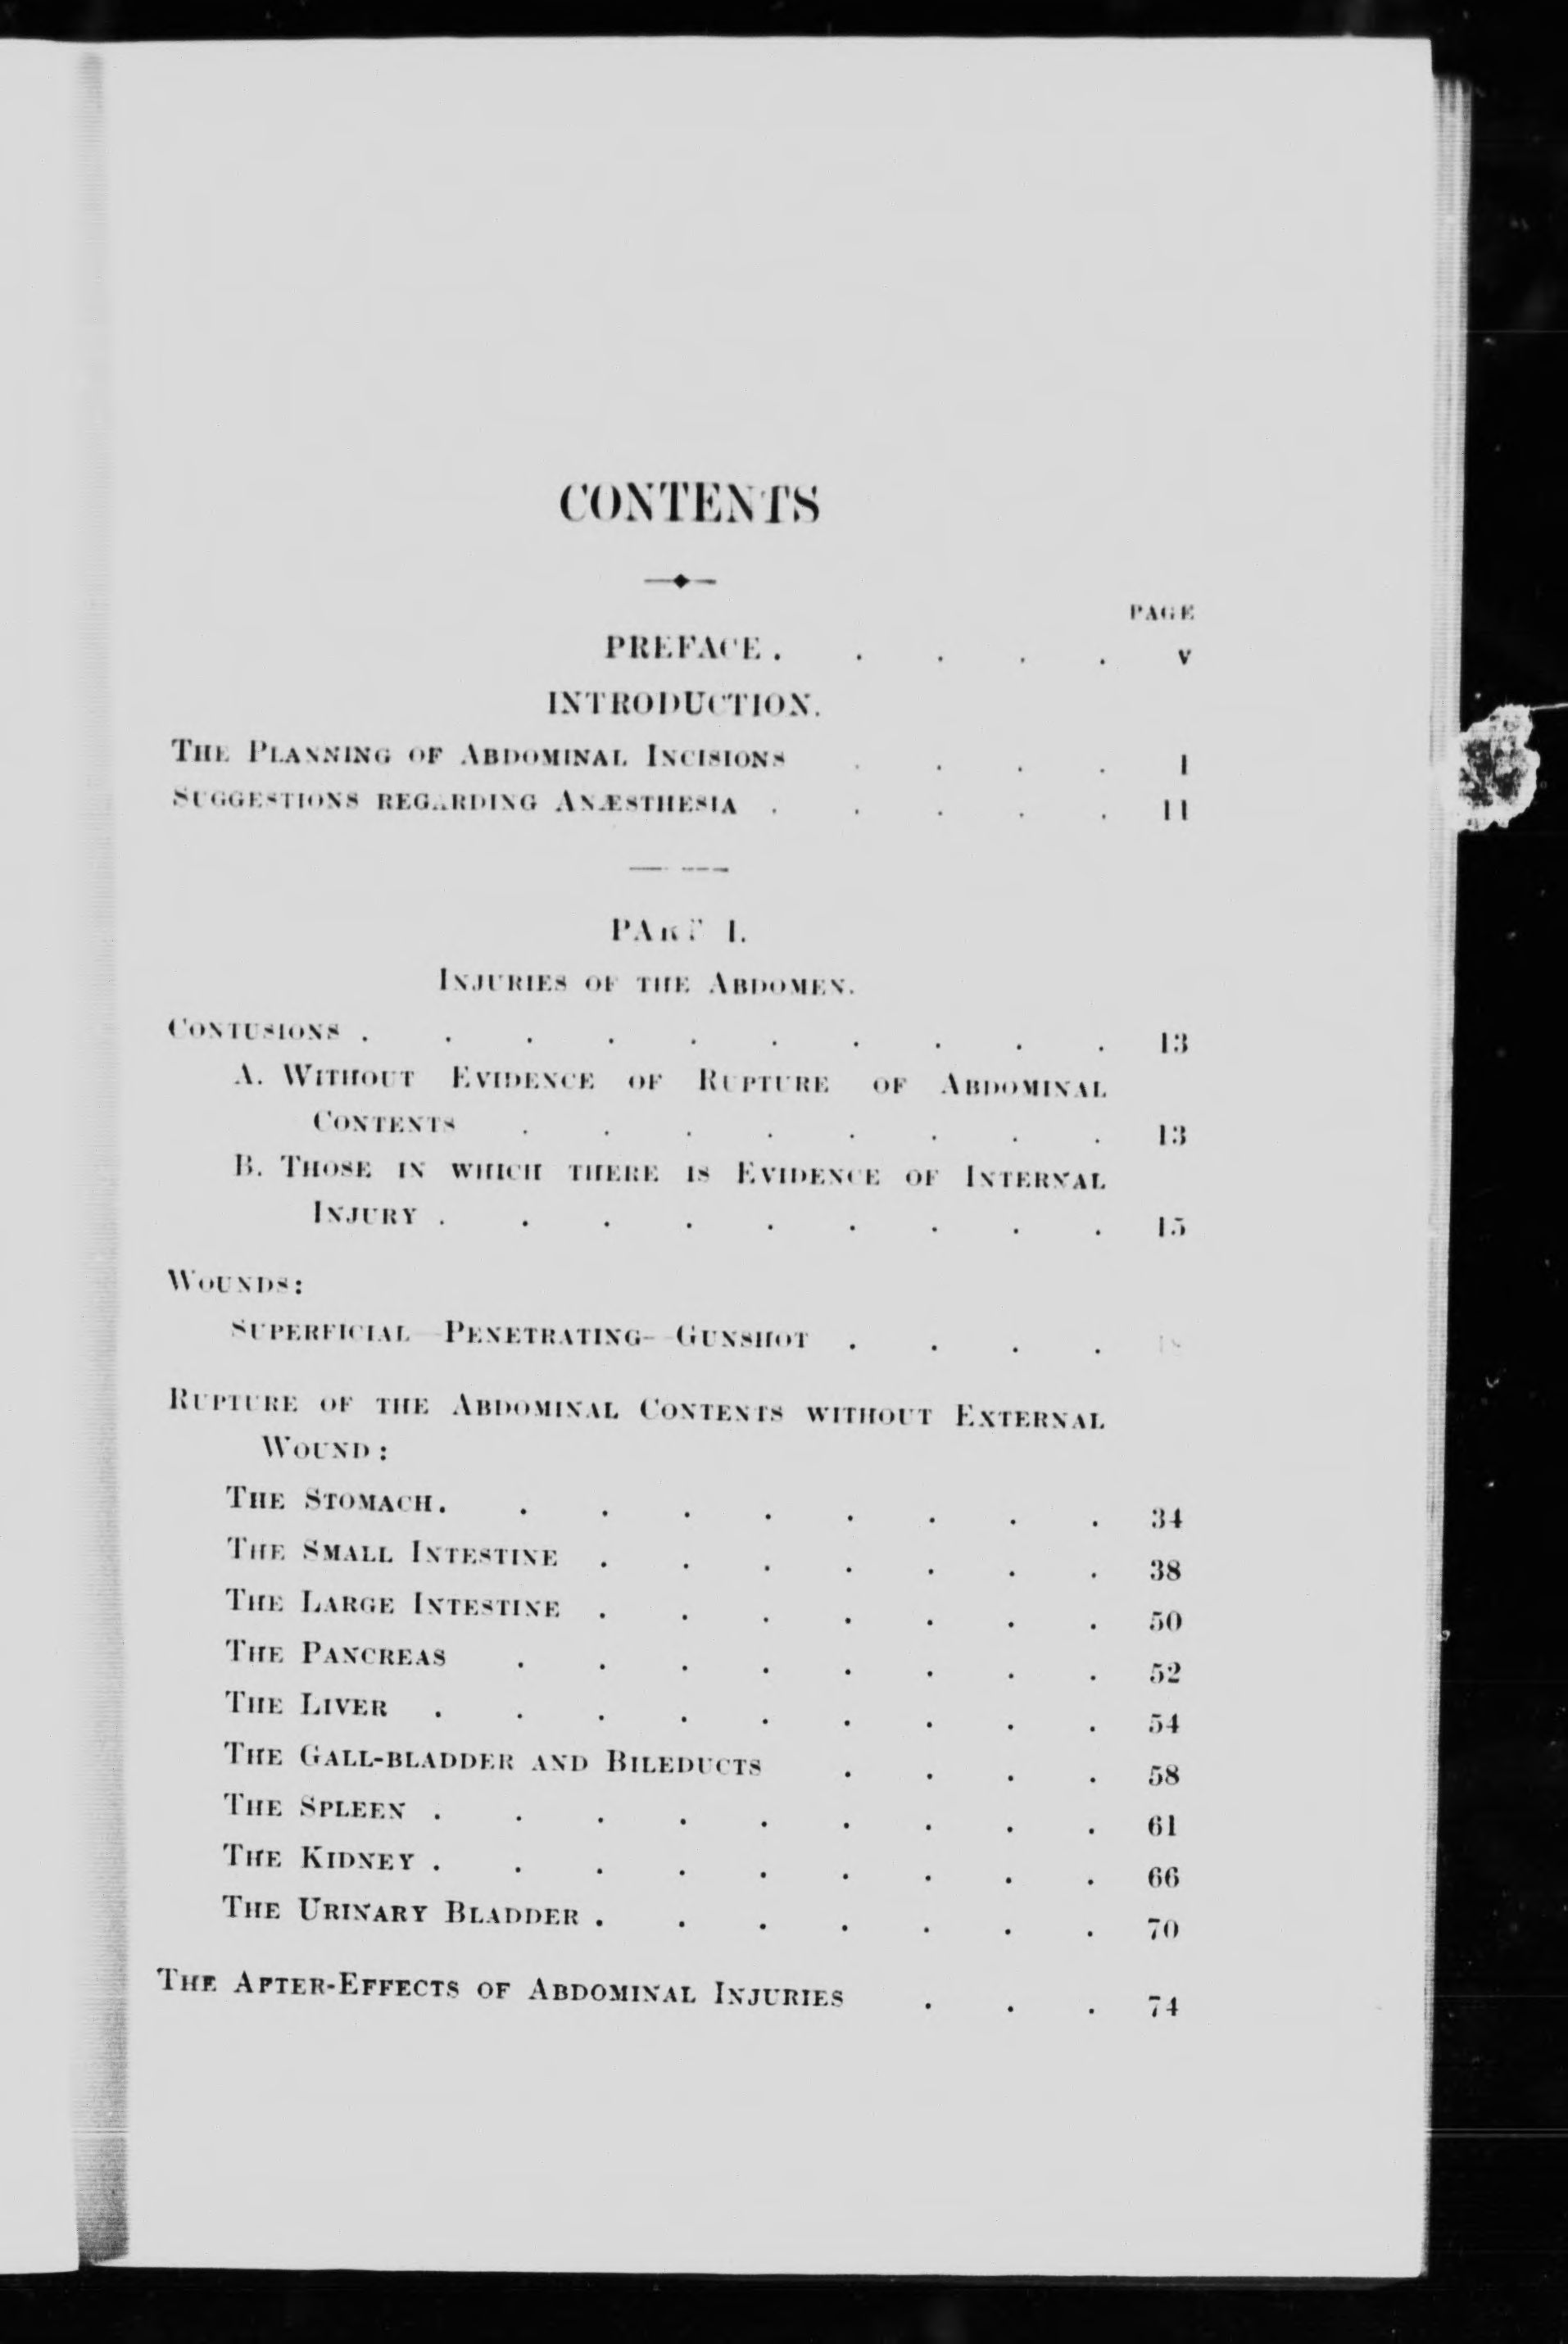 CONTENTS
PAGE
PREFACE . . . . . v
INTRODUCTION.
The Planning of Abdominal Incisions . . . . 1
Suggestions regarding Anæsthesia . . . . . 11
PART I.
Injuries of the Abdomen.
Contusions . . . . . . . . . . 13
A. Without Evidence of Rupture of Abdominal
Contents . . . . . . . . 13
B. Those in which there is Evidence of Internal
Injury . . . . . . . . . 15
Wounds:
Superficial—Penetrating—Gunshot . . . .
Rupture of the Abdominal Contents without External
Wound:
The Stomach . . . . . . . . . 34
The Small Intestine . . . . . . . 38
The Large Intestine . . . . . . . 50
The Pancreas . . . . . . . . 52
The Liver . . . . . . . . . 54
The Gall-bladder and Bileducts . . . . 58
The Spleen . . . . . . . . . 61
The Kidney . . . . . . . . . 66
The Urinary Bladder . . . . . . . 70
The After-Effects of Abdominal Injuries . . . 74